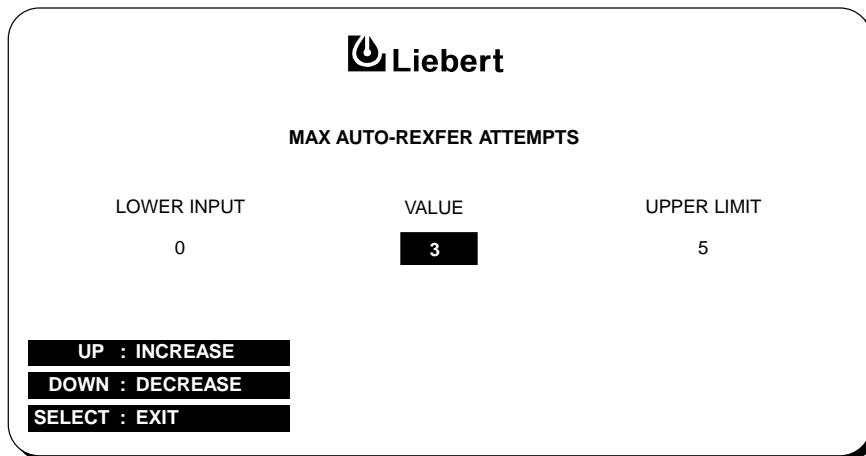 Liebert
MAX AUTO-REXFER ATTEMPTS
LOWER INPUT VALUE UPPER LIMIT
0 3 5
UP : INCREASE
DOWN : DECREASE
SELECT : EXIT